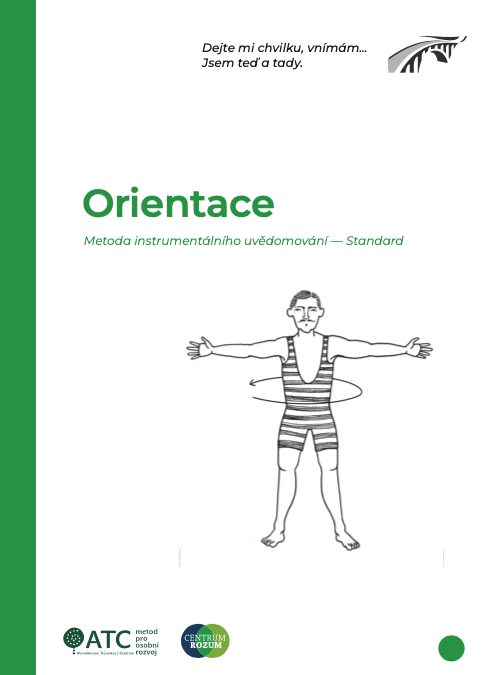 Dejte mi chvilku, vnímám...
Jsem teď a tady.
Orientace
Metoda instrumentálního uvědomování — Standard
ATC
metod
pro
osobní
rozvoj
CENTRUM
ROZUM